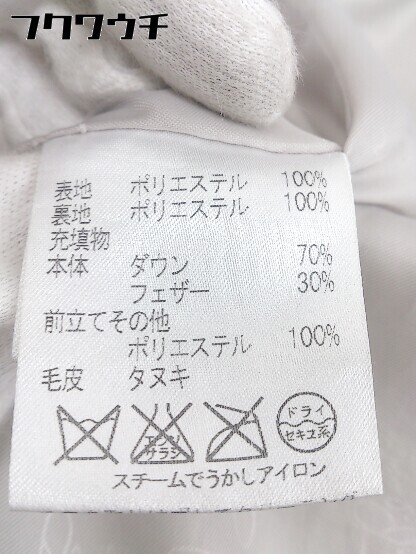 フクワウチ
表地 ポリエステル 100%
裏地 ポリエステル 100%
充填物
本体 ダウン 70%
フェザー 30%
前立てその他
ポリエステル 100%
毛皮 タヌキ
エンソ
サラシ
ドライ
セキユ系
スチームでうかしアイロン